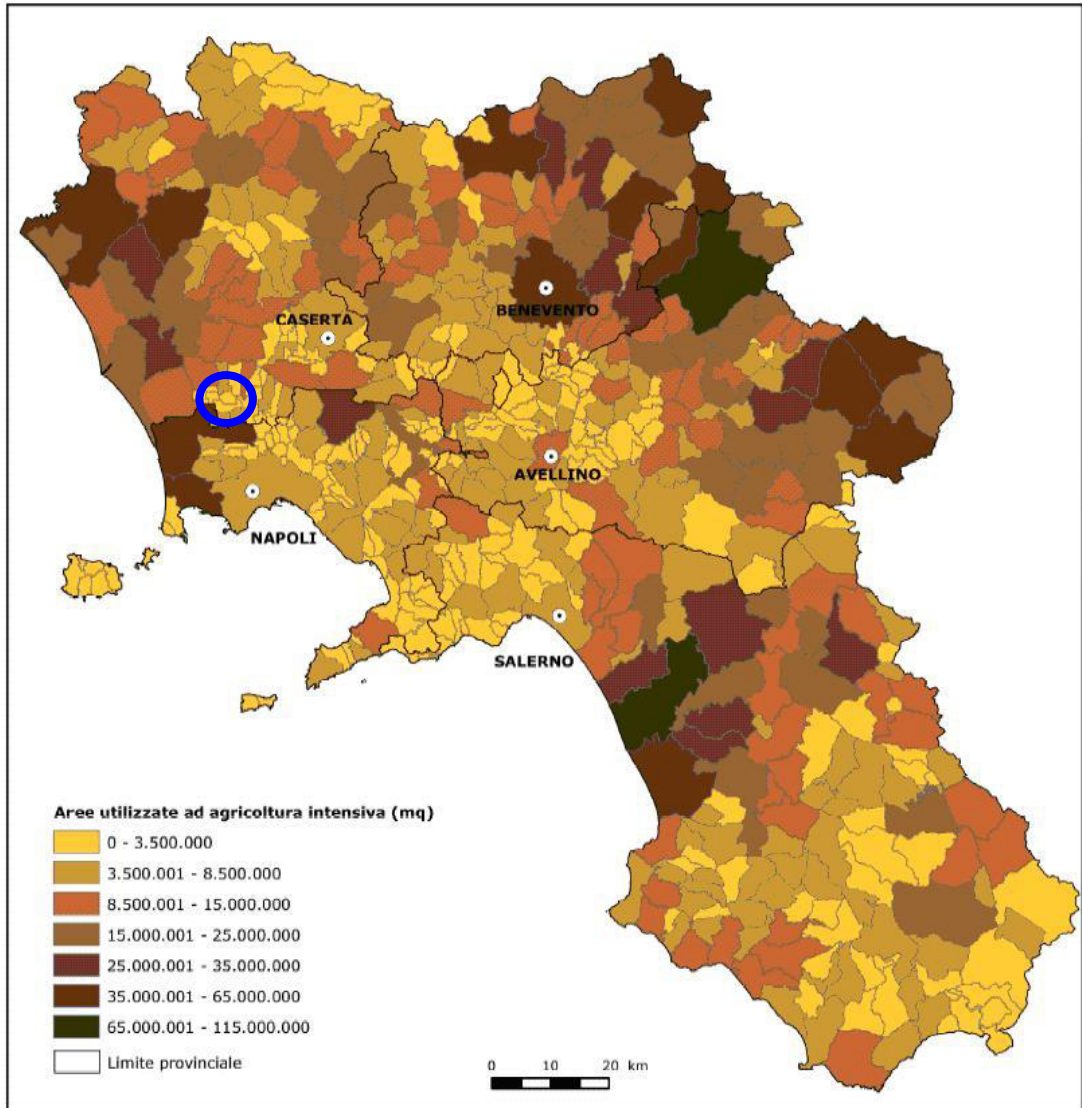 CASERTA
BENEVENTO
AVELLINO
NAPOLI
SALERNO
Aree utilizzate ad agricoltura intensiva (mq)
0 - 3.500.000
3.500.001 - 8.500.000
8.500.001 - 15.000.000
15.000.001 - 25.000.000
25.000.001 - 35.000.000
35.000.001 - 65.000.000
65.000.001 - 115.000.000
Limite provinciale
0 10 20 km